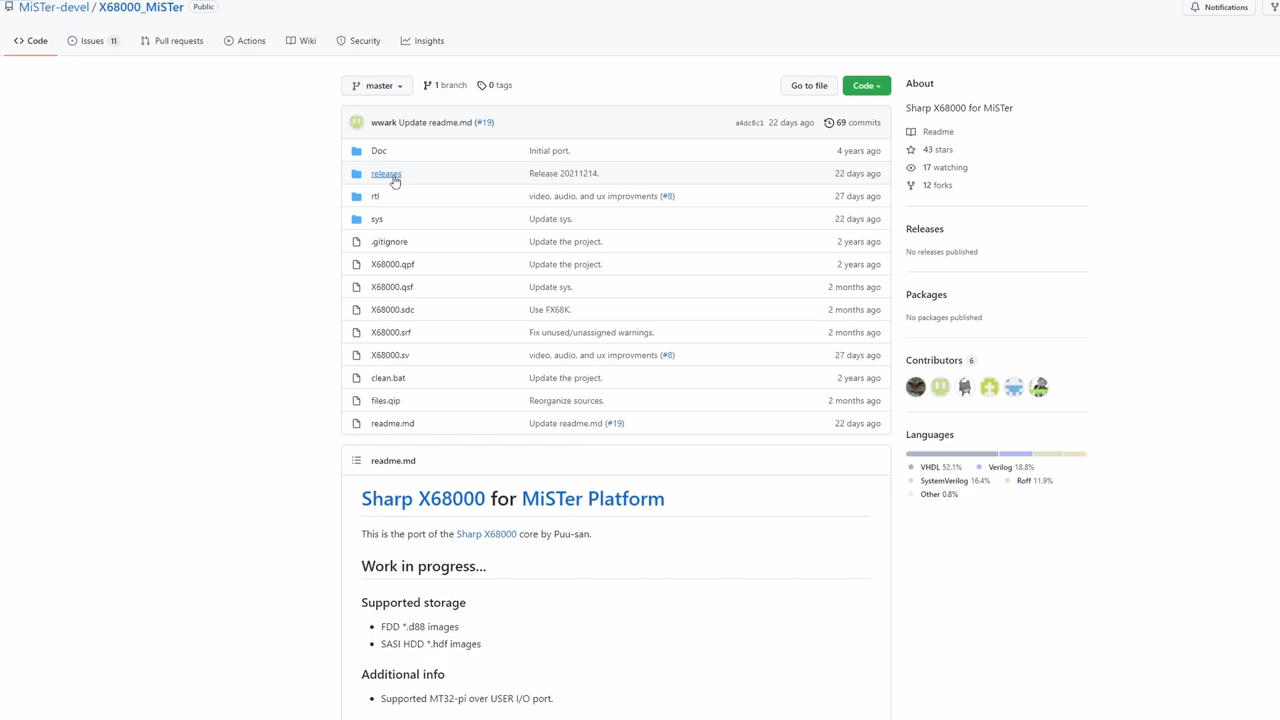 MiSTer-devel / X68000_MiSTer Public
Notifications
Code Issues 11 Pull requests Actions Wiki Security Insights
master 1 branch 0 tags Go to file Code
wwark Update readme.md (#19) a4dc8c1 22 days ago 69 commits
Doc Initial port. 4 years ago
releases Release 20211214. 22 days ago
rtl video, audio, and ux improvments (#8) 27 days ago
sys Update sys. 22 days ago
.gitignore Update the project. 2 years ago
X68000.qpf Update the project. 2 years ago
X68000.qsf Update sys. 2 months ago
X68000.sdc Use FX68K. 2 months ago
X68000.srf Fix unused/unassigned warnings. 2 months ago
X68000.sv video, audio, and ux improvments (#8) 27 days ago
clean.bat Update the project. 2 years ago
files.qip Reorganize sources. 2 months ago
readme.md Update readme.md (#19) 22 days ago
readme.md
Sharp X68000 for MiSTer Platform
This is the port of the Sharp X68000 core by Puu-san.
Work in progress...
Supported storage
• FDD *.d88 images
• SASI HDD *.hdf images
Additional info
• Supported MT32-pi over USER I/O port.
About
Sharp X68000 for MiSTer
Readme
43 stars
17 watching
12 forks
Releases
No releases published
Packages
No packages published
Contributors 6
Languages
VHDL 52.1% Verilog 18.8%
SystemVerilog 16.4% Roff 11.9%
Other 0.8%